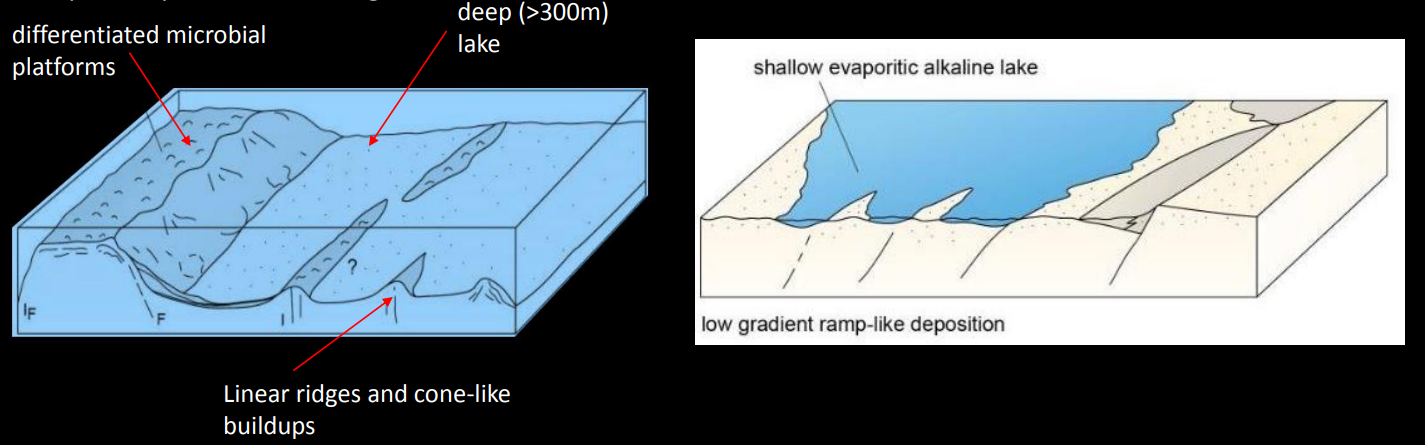 differentiated microbial
platforms
deep (>300m)
lake
?
F
F
Linear ridges and cone-like
buildups
shallow evaporitic alkaline lake
low gradient ramp-like deposition